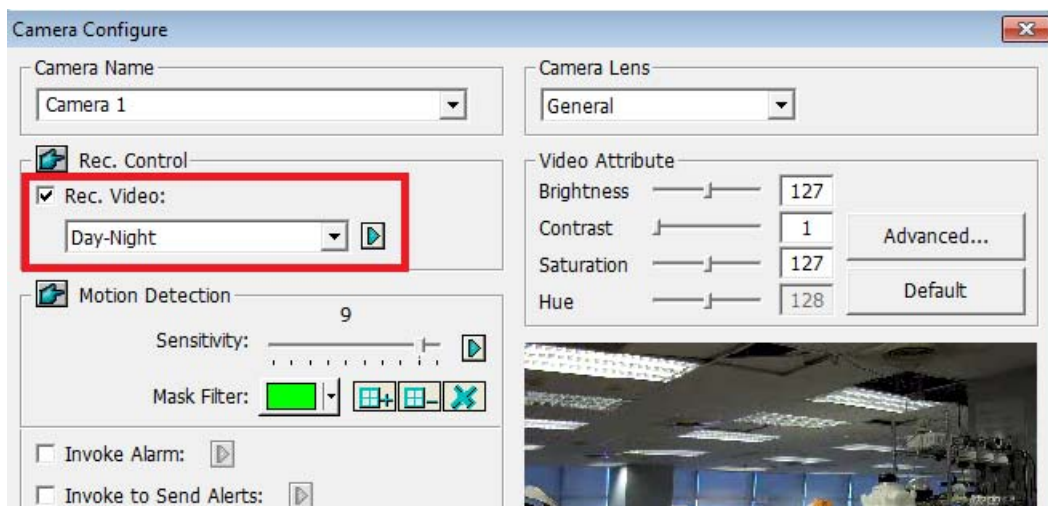 Camera Configure
Camera Name
Camera 1
Camera Lens
General
Rec. Control
Rec. Video:
Day-Night
Video Attribute
Brightness 127
Contrast 1
Saturation 127
Hue 128
Advanced...
Default
Motion Detection
9
Sensitivity:
Mask Filter:
Invoke Alarm:
Invoke to Send Alerts: